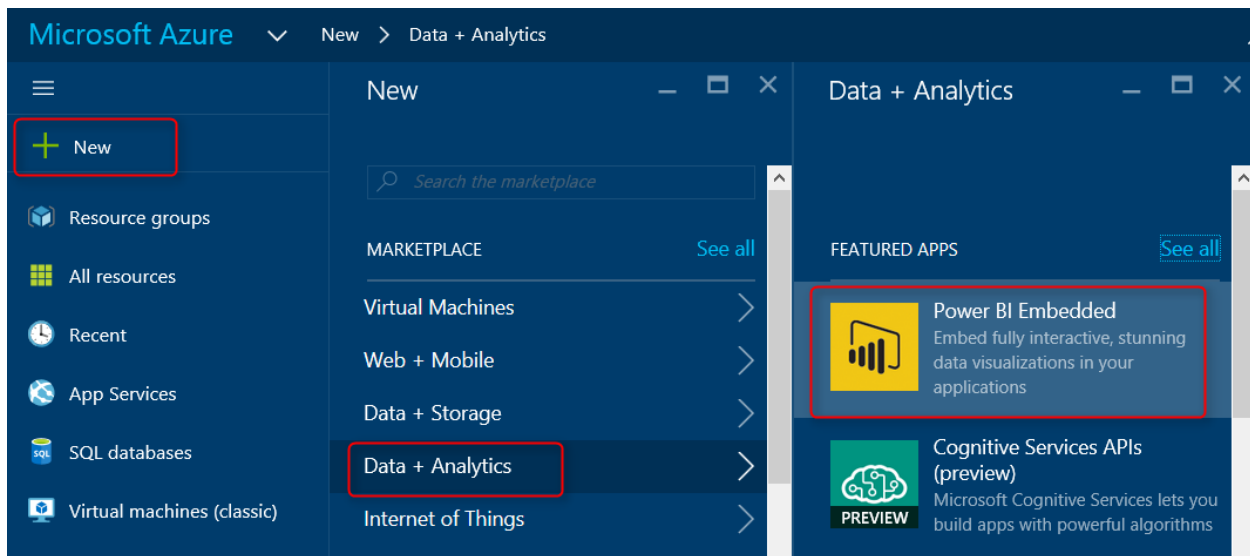 Microsoft Azure New > Data + Analytics
New
Resource groups
All resources
Recent
App Services
SQL
SQL databases
Virtual machines (classic)
New
Search the marketplace
MARKETPLACE See all
Virtual Machines
Web + Mobile
Data + Storage
Data + Analytics
Internet of Things
Data + Analytics
FEATURED APPS See all
Power BI Embedded
Embed fully interactive, stunning
data visualizations in your
applications
PREVIEW
Cognitive Services APIs
(preview)
Microsoft Cognitive Services lets you
build apps with powerful algorithms